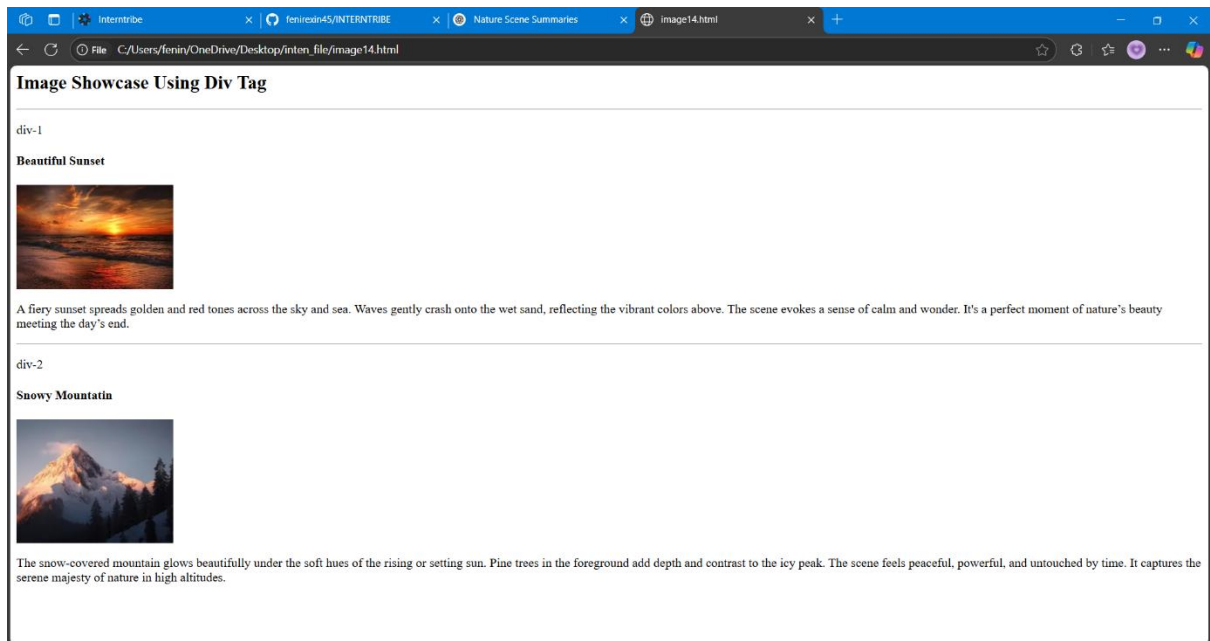 Interntribe
fenirexin45/INTERNTRIBE
Nature Scene Summaries
image14.html
File C:/Users/fenin/OneDrive/Desktop/inten_file/image14.html
Image Showcase Using Div Tag
div-1
Beautiful Sunset
A fiery sunset spreads golden and red tones across the sky and sea. Waves gently crash onto the wet sand, reflecting the vibrant colors above. The scene evokes a sense of calm and wonder. It's a perfect moment of nature’s beauty
meeting the day’s end.
div-2
Snowy Mountatin
The snow-covered mountain glows beautifully under the soft hues of the rising or setting sun. Pine trees in the foreground add depth and contrast to the icy peak. The scene feels peaceful, powerful, and untouched by time. It captures the
serene majesty of nature in high altitudes.